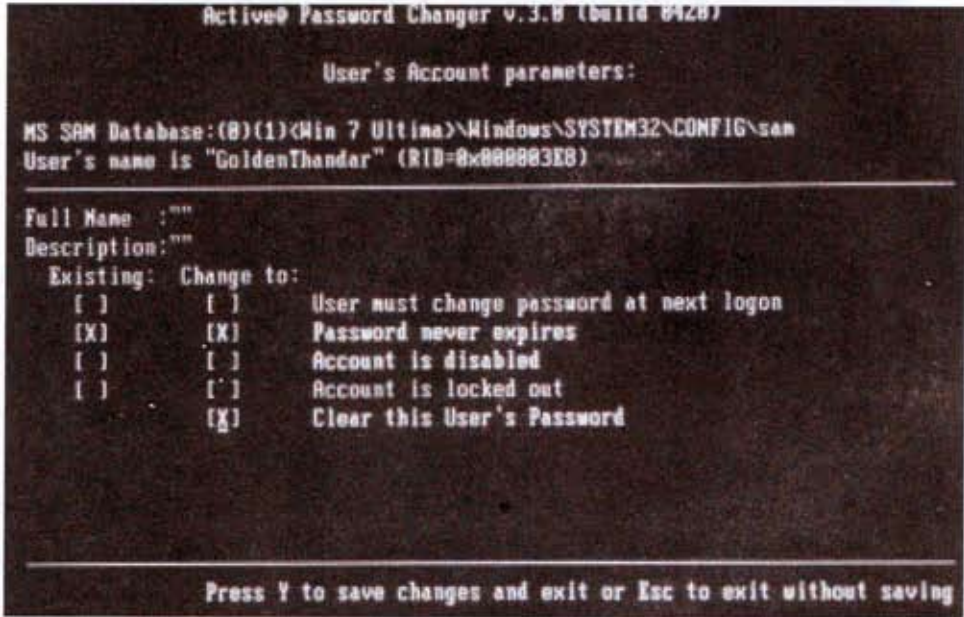 Active@ Password Changer v.3.0 (build 0420)
User's Account parameters:
MS SAM Database:(0)(1)<Win 7 Ultima>\Windows\SYSTEM32\CONFIG\sam
User's name is "GoldenThandar" (RID=0x000003E8)
Full Name :""
Description:""
Existing: Change to:
[ ] [ ] User must change password at next logon
[X] [X] Password never expires
[ ] [ ] Account is disabled
[ ] [ ] Account is locked out
[X] Clear this User's Password
Press Y to save changes and exit or Esc to exit without saving